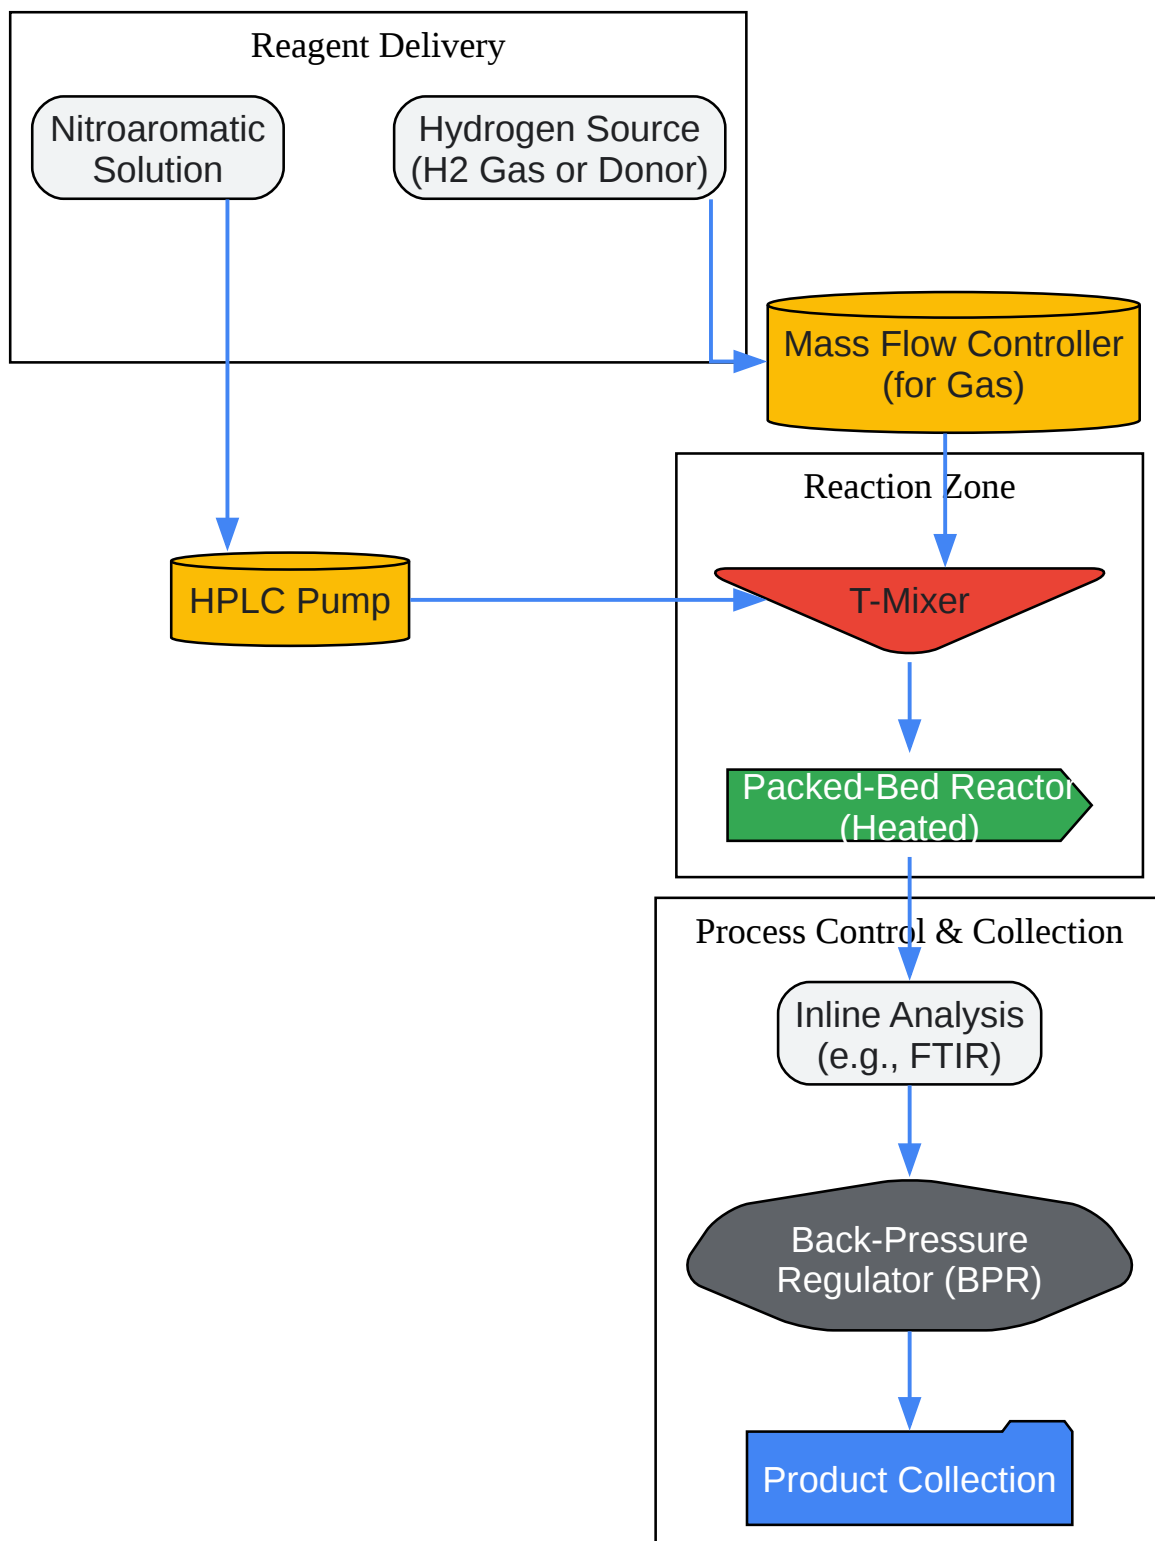 Reagent Delivery
Nitroaromatic
Solution
Hydrogen Source
(H2 Gas or Donor)
Mass Flow Controller
(for Gas)
Reaction Zone
HPLC Pump
T-Mixer
Packed-Bed Reactor
(Heated)
Process Control & Collection
Inline Analysis
(e.g., FTIR)
Back-Pressure
Regulator (BPR)
Product Collection